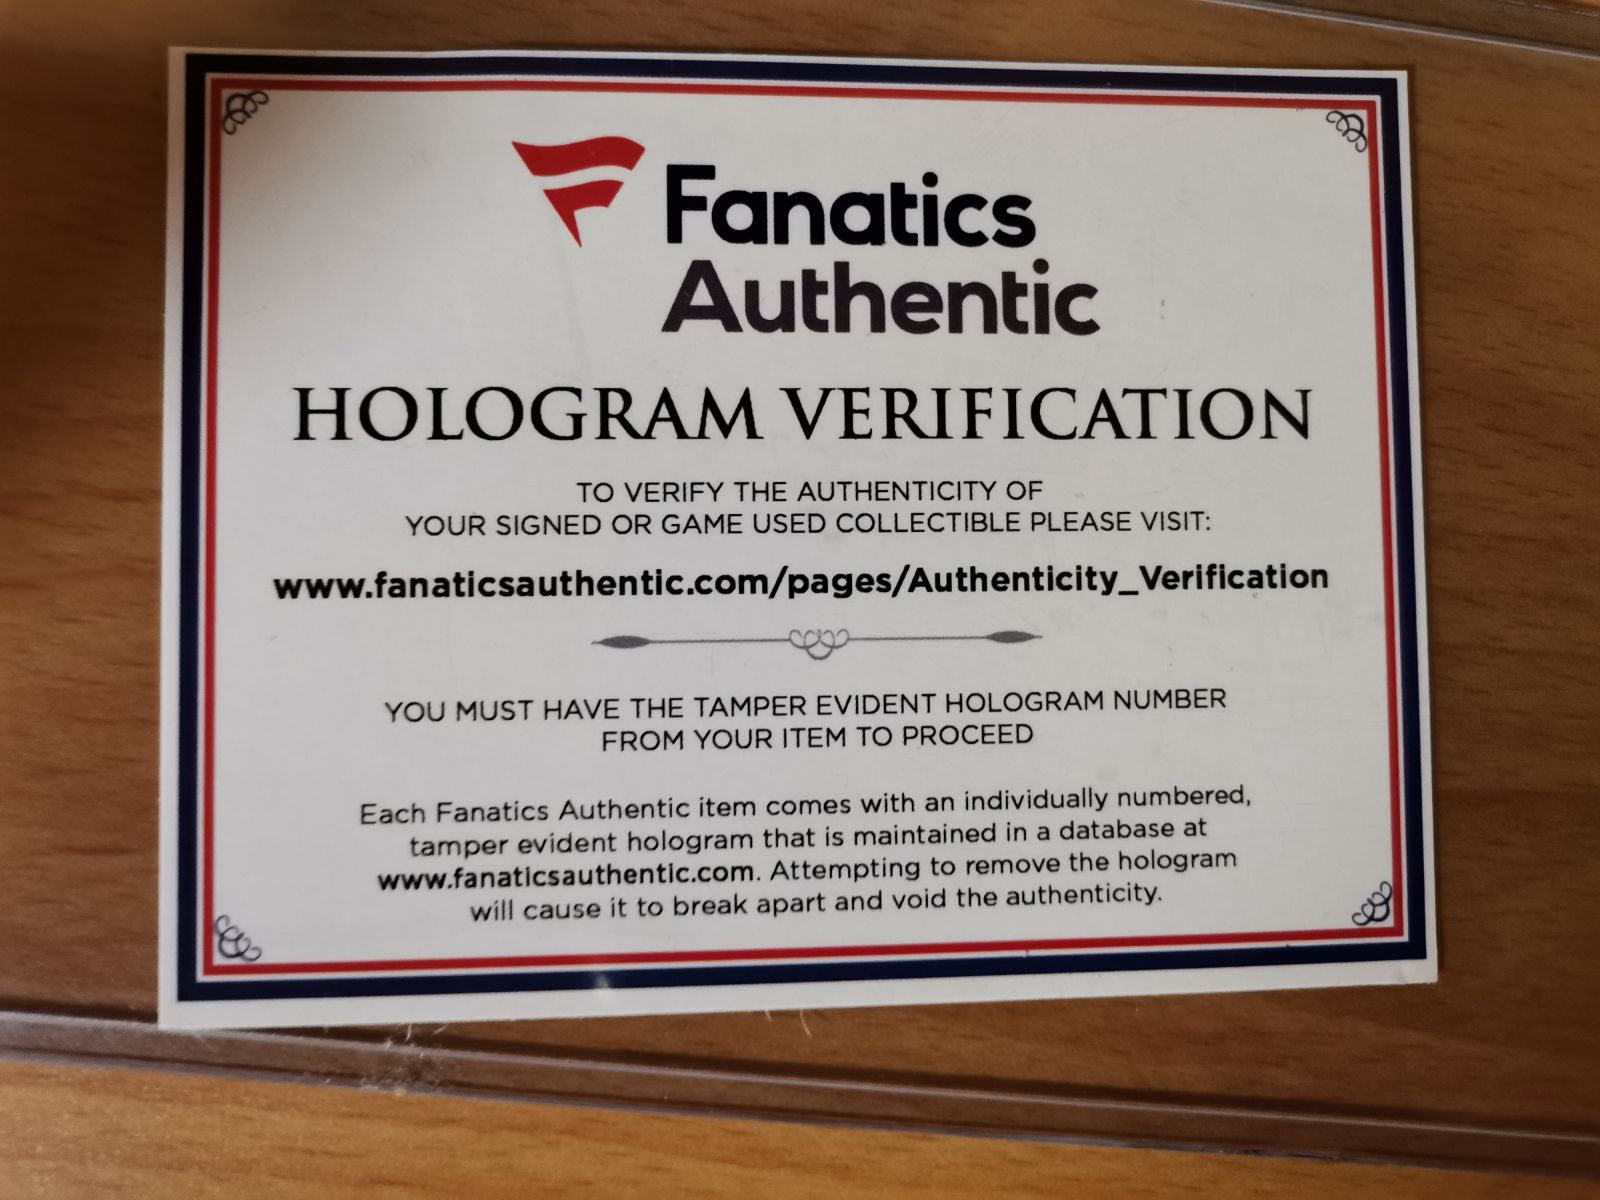 Fanatics
Authentic
HOLOGRAM VERIFICATION
TO VERIFY THE AUTHENTICITY OF
YOUR SIGNED OR GAME USED COLLECTIBLE PLEASE VISIT:
www.fanaticsauthentic.com/pages/Authenticity_Verification
YOU MUST HAVE THE TAMPER EVIDENT HOLOGRAM NUMBER
FROM YOUR ITEM TO PROCEED
Each Fanatics Authentic item comes with an individually numbered,
tamper evident hologram that is maintained in a database at
www.fanaticsauthentic.com. Attempting to remove the hologram
will cause it to break apart and void the authenticity.